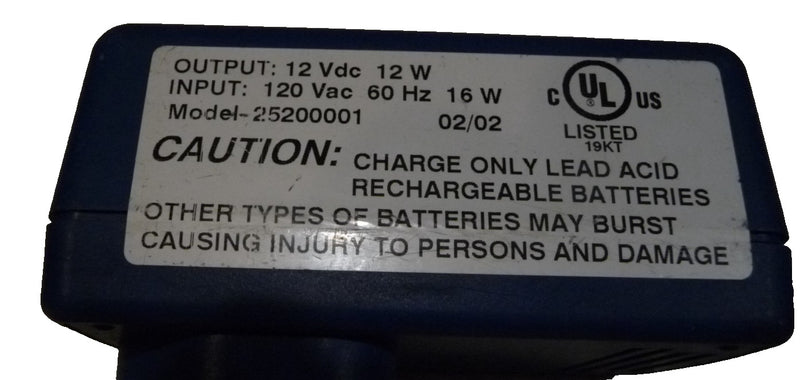 OUTPUT: 12 Vdc 12 W
INPUT: 120 Vac 60 Hz 16 W
Model-25200001 02/02
C UL ® US
LISTED
19KT
CAUTION: CHARGE ONLY LEAD ACID
RECHARGEABLE BATTERIES
OTHER TYPES OF BATTERIES MAY BURST
CAUSING INJURY TO PERSONS AND DAMAGE